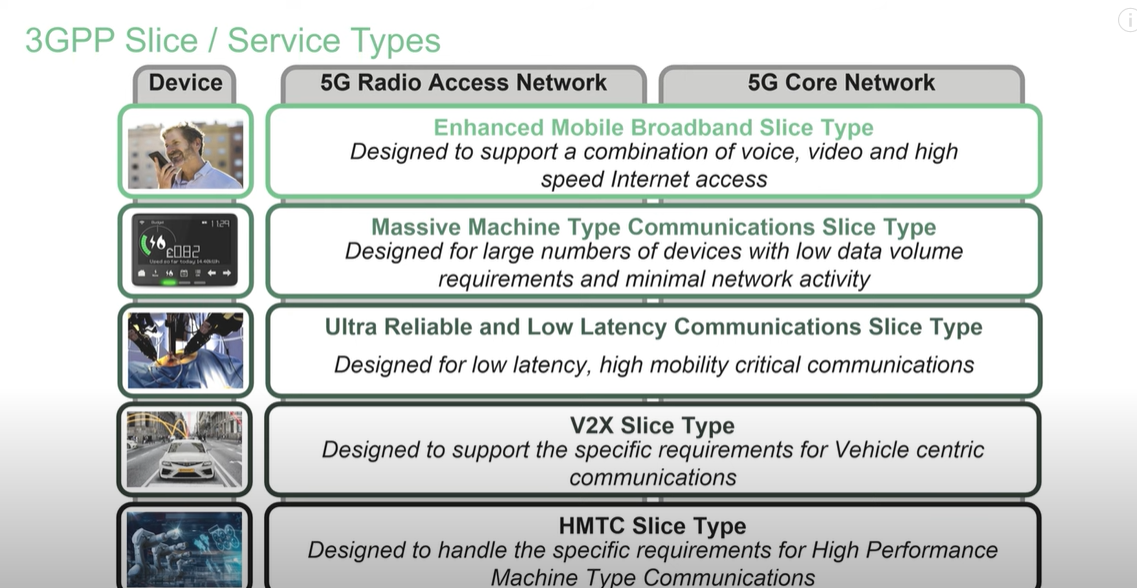 3GPP Slice / Service Types
Device
5G Radio Access Network
5G Core Network
Enhanced Mobile Broadband Slice Type
Designed to support a combination of voice, video and high
speed Internet access
11:29
£0.82
Massive Machine Type Communications Slice Type
Designed for large numbers of devices with low data volume
requirements and minimal network activity
Ultra Reliable and Low Latency Communications Slice Type
Designed for low latency, high mobility critical communications
V2X Slice Type
Designed to support the specific requirements for Vehicle centric
communications
HMTC Slice Type
Designed to handle the specific requirements for High Performance
Machine Type Communications